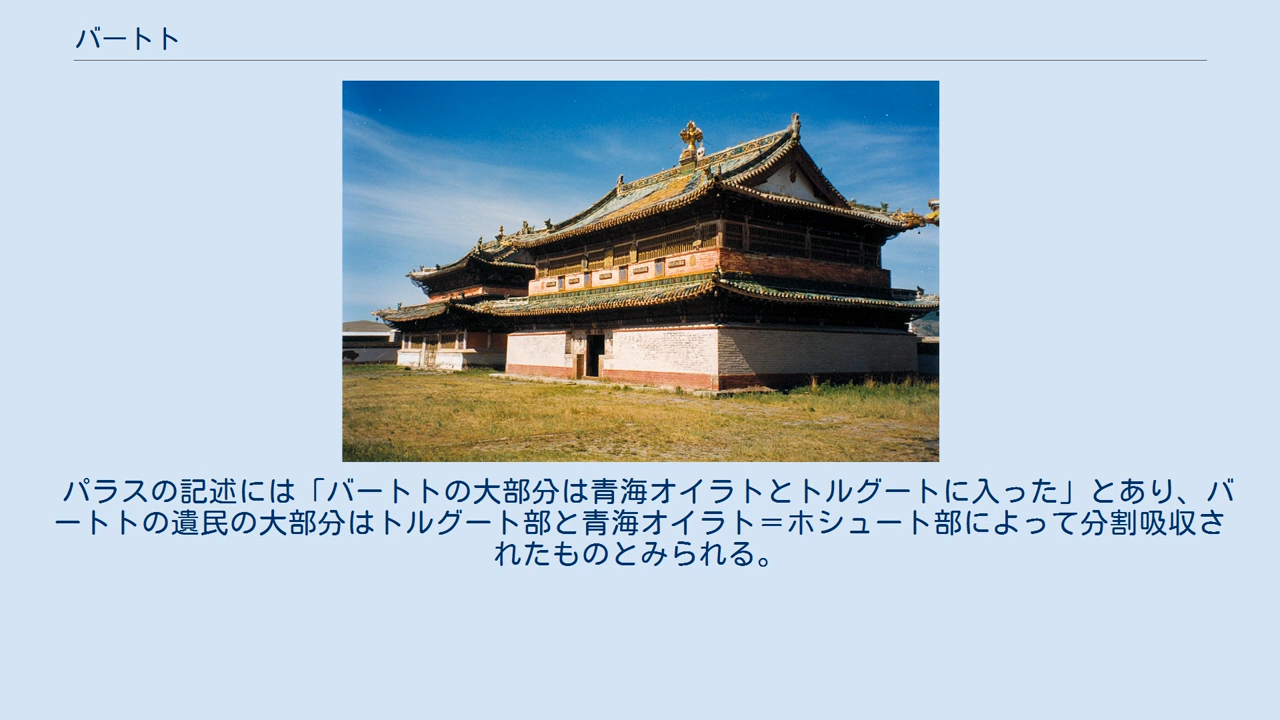 バートト
パラスの記述には「バートトの大部分は青海オイラトとトルグートに入った」とあり、バ
ートトの遺民の大部分はトルグート部と青海オイラト＝ホシュート部によって分割吸収さ
れたものとみられる。